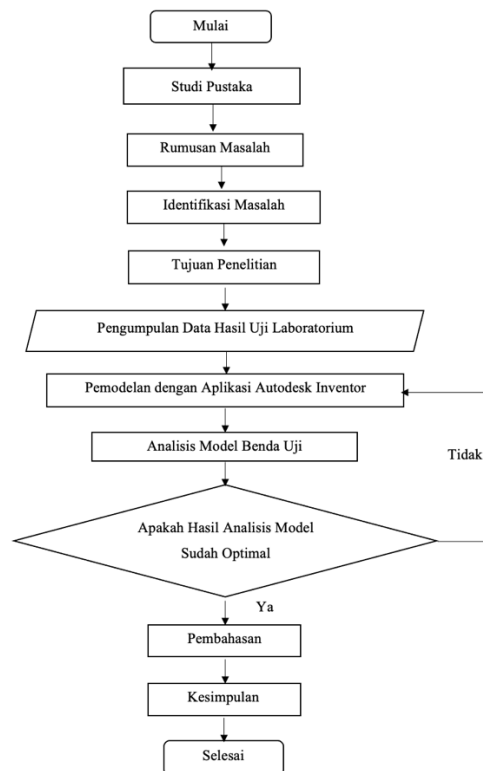 Mulai
Studi Pustaka
Rumusan Masalah
Identifikasi Masalah
Tujuan Penelitian
Pengumpulan Data Hasil Uji Laboratorium
Pemodelan dengan Aplikasi Autodesk Inventor
Analisis Model Benda Uji
Tidak
Apakah Hasil Analisis Model
Sudah Optimal
Ya
Pembahasan
Kesimpulan
Selesai